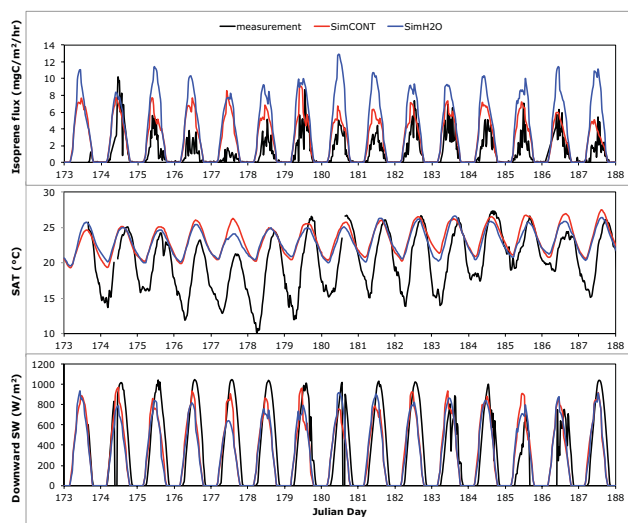 measurement SimCONT SimH2O
Isoprene flux (mgC/m²/hr)
14
12
10
8
6
4
2
0
173 174 175 176 177 178 179 180 181 182 183 184 185 186 187 188
SAT (°C)
30
25
20
15
10
173 174 175 176 177 178 179 180 181 182 183 184 185 186 187 188
Downward SW (W/m²)
1000
800
600
400
200
0
173 174 175 176 177 178 179 180 181 182 183 184 185 186 187 188
Julian Day